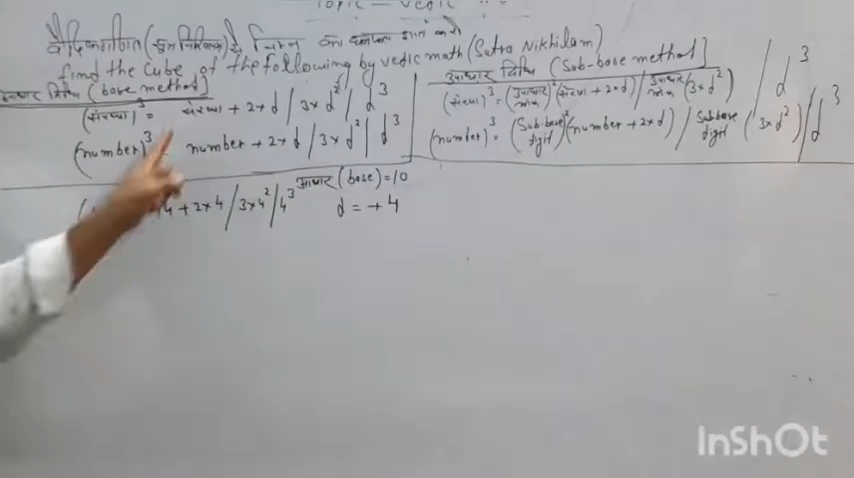 Topic - Vedic
वैदिकगणित (सूत्र निखिलम) से निम्न का घनफल ज्ञात करो
find the Cube of the following by vedic math (Sutra Nikhilam)
आधार विधि (base method)
(संख्या)³ = संख्या + 2×d / 3×d² / d³
(number)³ number + 2×d / 3×d² / d³
उपाधार विधि (Sub-base method)
(संख्या)³ = (उपाधार अंक)² (संख्या + 2×d) / उपाधार अंक (3×d²) / d³
(number)³ = (Sub-base digit)² (number + 2×d) / Sub base digit (3×d²) / d³
4 + 2×4 / 3×4² / 4³
आधार (base) = 10
d = +4
InShOt